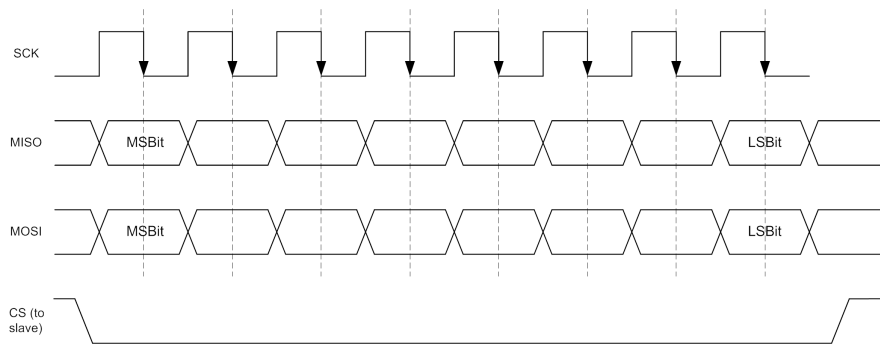 SCK
MISO
MSBit
LSBit
MOSI
MSBit
LSBit
CS (to
slave)